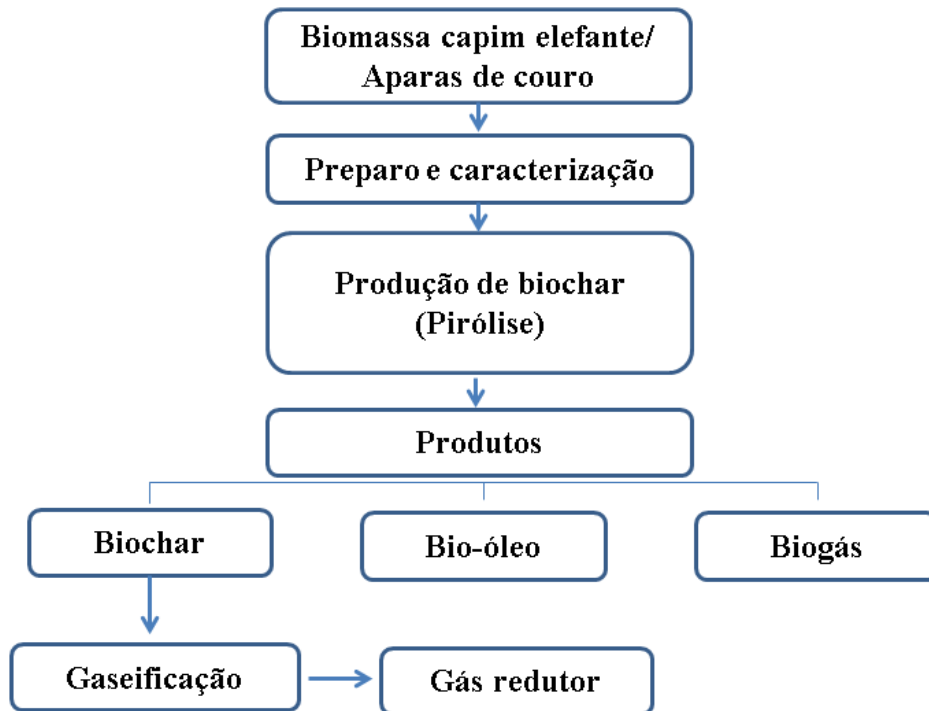 Biomassa capim elefante/
Aparas de couro
Preparo e caracterização
Produção de biochar
(Pirólise)
Produtos
Biochar
Bio-óleo
Biogás
Gaseificação
Gás redutor